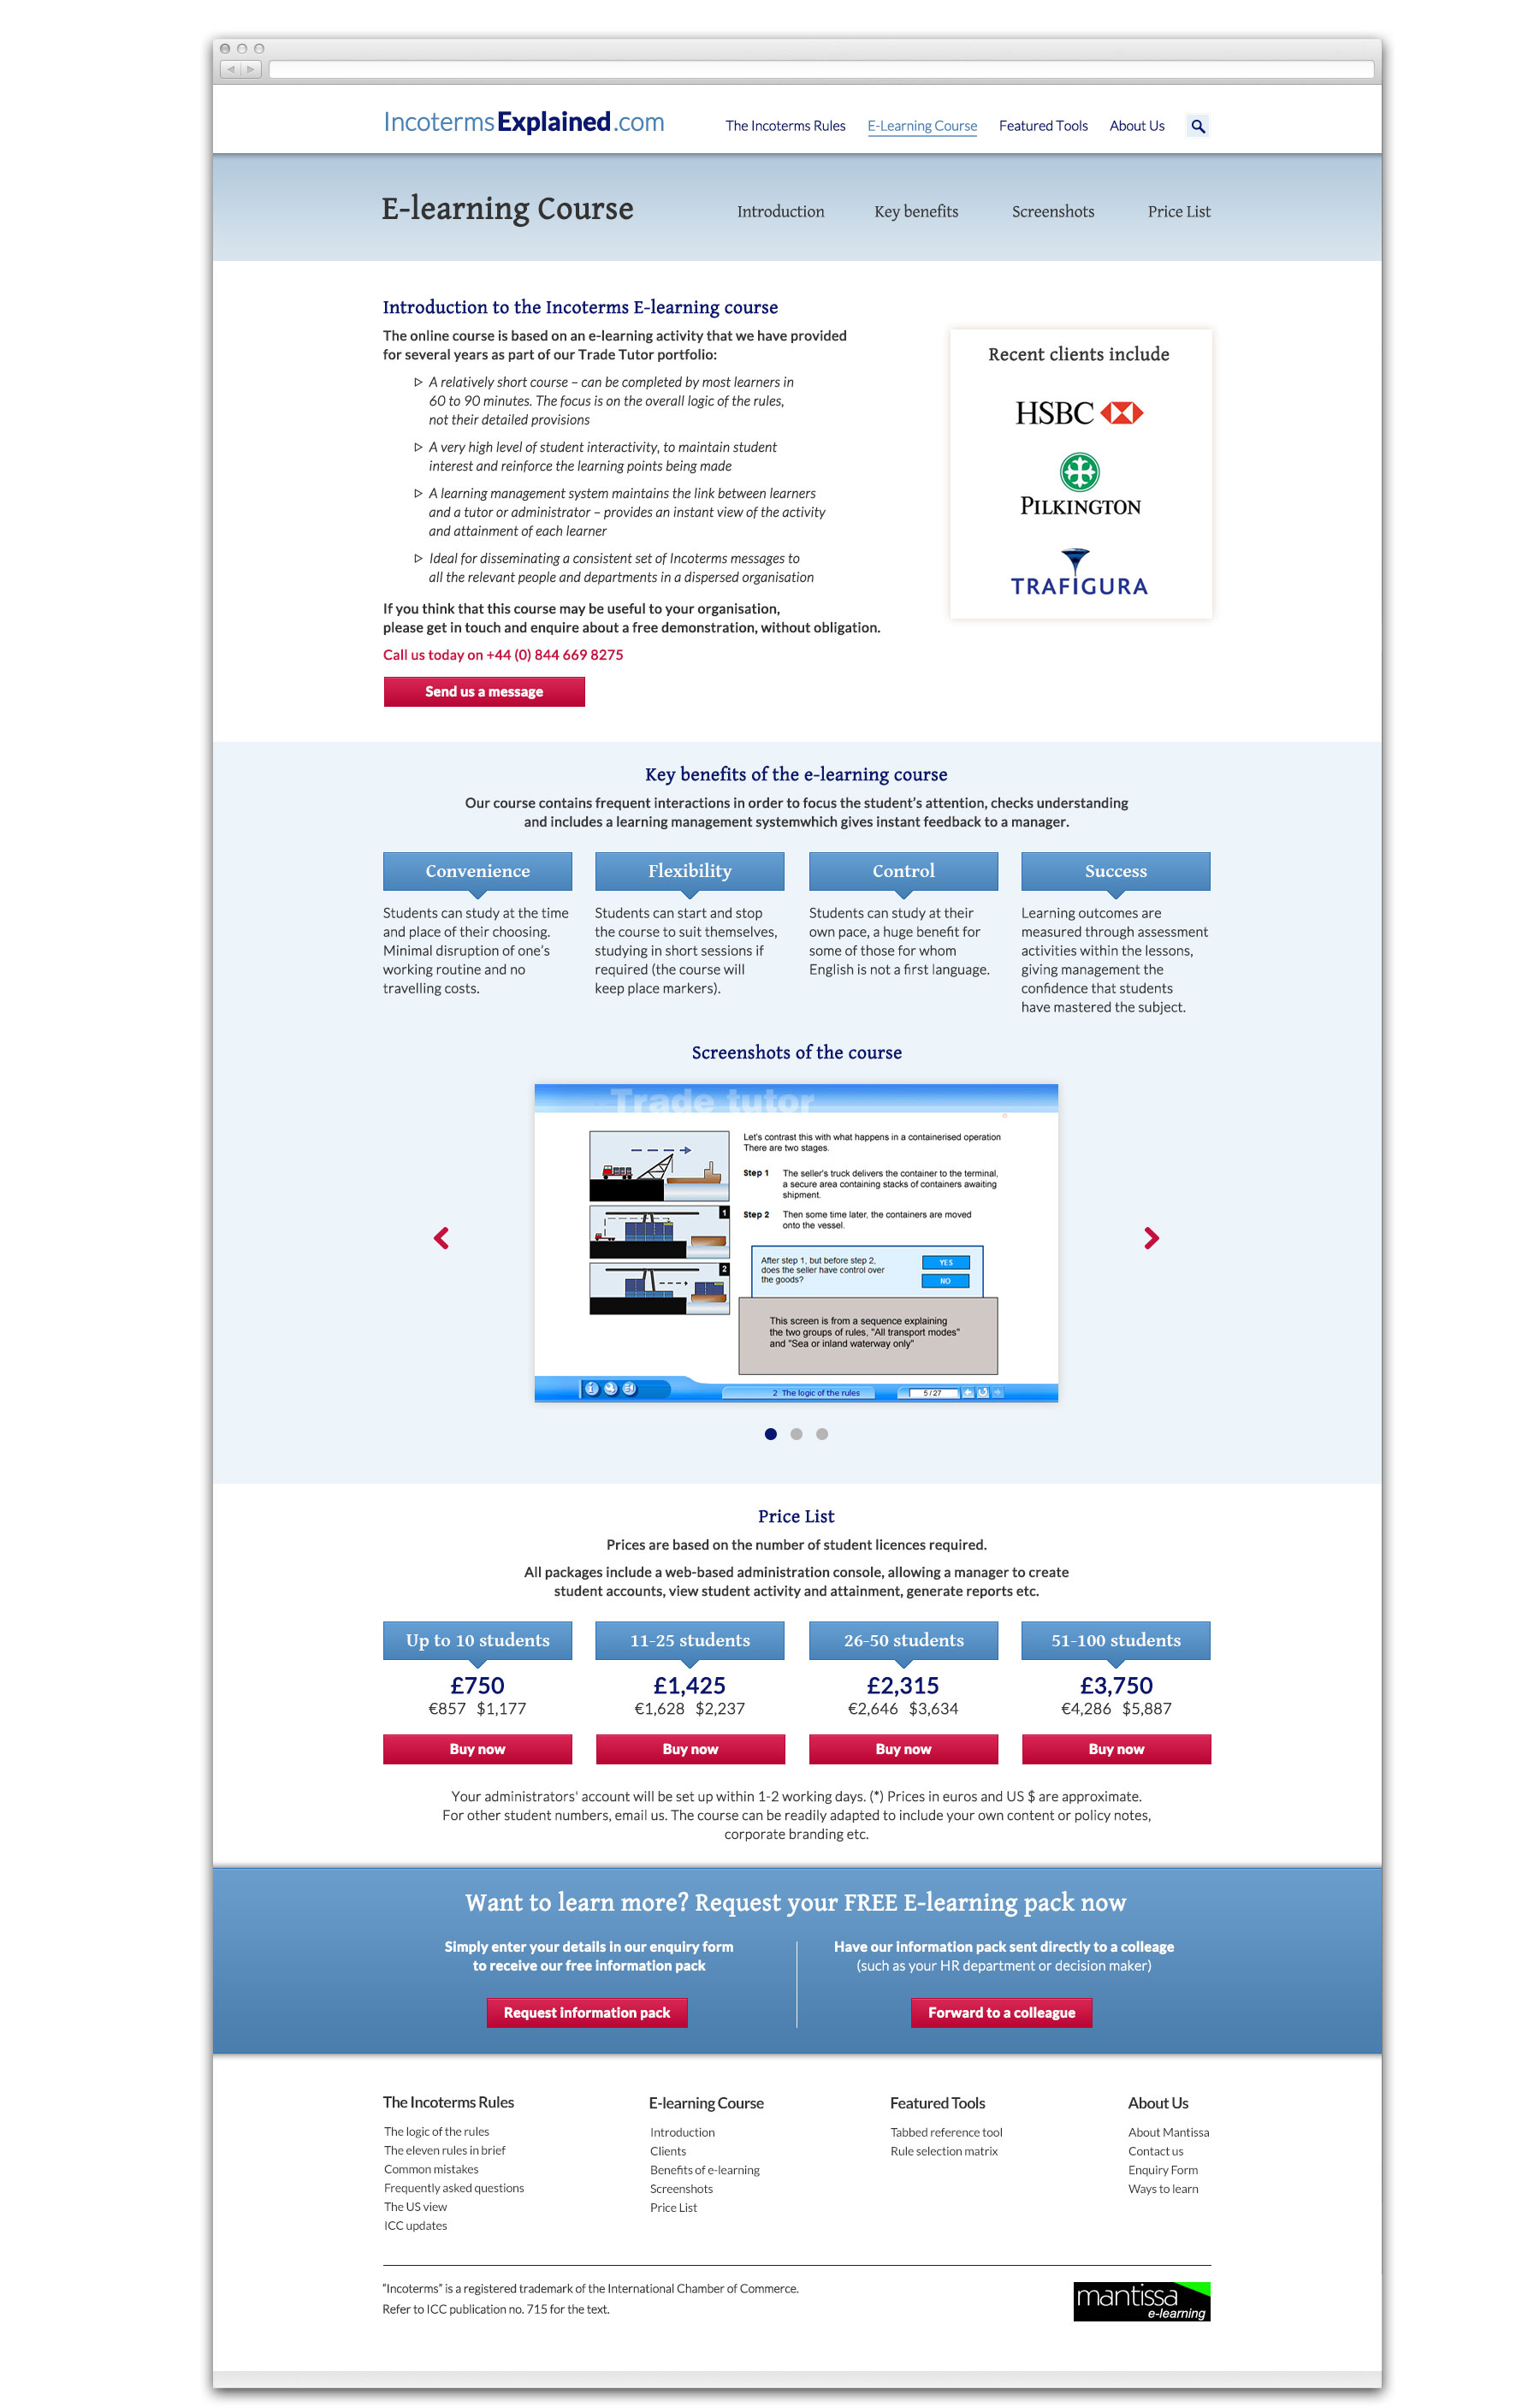 IncotermsExplained.com
The Incoterms Rules
E-Learning Course
Featured Tools
About Us
E-learning Course
Introduction
Key benefits
Screenshots
Price List
Introduction to the Incoterms E-learning course
The online course is based on an e-learning activity that we have provided
for several years as part of our Trade Tutor portfolio:
A relatively short course – can be completed by most learners in
60 to 90 minutes. The focus is on the overall logic of the rules,
not their detailed provisions
A very high level of student interactivity, to maintain student
interest and reinforce the learning points being made
A learning management system maintains the link between learners
and a tutor or administrator – provides an instant view of the activity
and attainment of each learner
Ideal for disseminating a consistent set of Incoterms messages to
all the relevant people and departments in a dispersed organisation
If you think that this course may be useful to your organisation,
please get in touch and enquire about a free demonstration, without obligation.
Call us today on +44 (0) 844 669 8275
Send us a message
Recent clients include
HSBC
PILKINGTON
TRAFIGURA
Key benefits of the e-learning course
Our course contains frequent interactions in order to focus the student's attention, checks understanding
and includes a learning management systemwhich gives instant feedback to a manager.
Convenience
Students can study at the time
and place of their choosing.
Minimal disruption of one's
working routine and no
travelling costs.
Flexibility
Students can start and stop
the course to suit themselves,
studying in short sessions if
required (the course will
keep place markers).
Control
Students can study at their
own pace, a huge benefit for
some of those for whom
English is not a first language.
Success
Learning outcomes are
measured through assessment
activities within the lessons,
giving management the
confidence that students
have mastered the subject.
Screenshots of the course
Trade tutor
Let's contrast this with what happens in a containerised operation
There are two stages.
Step 1 The seller's truck delivers the container to the terminal,
a secure area containing stacks of containers awaiting
shipment.
Step 2 Then some time later, the containers are moved
onto the vessel.
1
2
After step 1, but before step 2,
does the seller have control over
the goods?
YES
NO
This screen is from a sequence explaining
the two groups of rules, "All transport modes"
and "Sea or inland waterway only"
2 The logic of the rules
5 / 27
Price List
Prices are based on the number of student licences required.
All packages include a web-based administration console, allowing a manager to create
student accounts, view student activity and attainment, generate reports etc.
Up to 10 students
£750
€857 $1,177
Buy now
11-25 students
£1,425
€1,628 $2,237
Buy now
26-50 students
£2,315
€2,646 $3,634
Buy now
51-100 students
£3,750
€4,286 $5,887
Buy now
Your administrators' account will be set up within 1-2 working days. (*) Prices in euros and US $ are approximate.
For other student numbers, email us. The course can be readily adapted to include your own content or policy notes,
corporate branding etc.
Want to learn more? Request your FREE E-learning pack now
Simply enter your details in our enquiry form
to receive our free information pack
Request information pack
Have our information pack sent directly to a colleage
(such as your HR department or decision maker)
Forward to a colleague
The Incoterms Rules
The logic of the rules
The eleven rules in brief
Common mistakes
Frequently asked questions
The US view
ICC updates
E-learning Course
Introduction
Clients
Benefits of e-learning
Screenshots
Price List
Featured Tools
Tabbed reference tool
Rule selection matrix
About Us
About Mantissa
Contact us
Enquiry Form
Ways to learn
"Incoterms" is a registered trademark of the International Chamber of Commerce.
Refer to ICC publication no. 715 for the text.
mantissa
e-learning